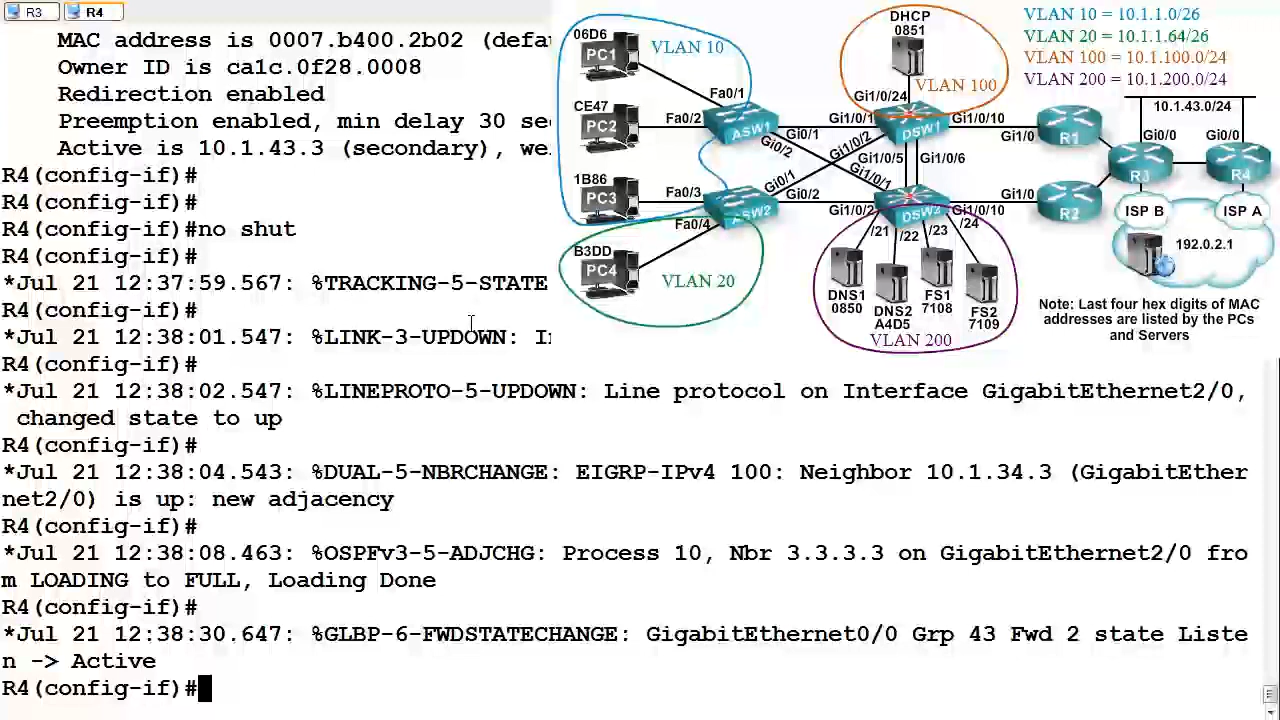 R3
R4
MAC address is 0007.b400.2b02 (defau
Owner ID is ca1c.0f28.0008
Redirection enabled
Preemption enabled, min delay 30 se
Active is 10.1.43.3 (secondary), we
R4(config-if)#
R4(config-if)#
R4(config-if)#no shut
R4(config-if)#
*Jul 21 12:37:59.567: %TRACKING-5-STATE
R4(config-if)#
*Jul 21 12:38:01.547: %LINK-3-UPDOWN: I
R4(config-if)#
*Jul 21 12:38:02.547: %LINEPROTO-5-UPDOWN: Line protocol on Interface GigabitEthernet2/0,
changed state to up
R4(config-if)#
*Jul 21 12:38:04.543: %DUAL-5-NBRCHANGE: EIGRP-IPv4 100: Neighbor 10.1.34.3 (GigabitEther
net2/0) is up: new adjacency
R4(config-if)#
*Jul 21 12:38:08.463: %OSPFv3-5-ADJCHG: Process 10, Nbr 3.3.3.3 on GigabitEthernet2/0 fro
m LOADING to FULL, Loading Done
R4(config-if)#
*Jul 21 12:38:30.647: %GLBP-6-FWDSTATECHANGE: GigabitEthernet0/0 Grp 43 Fwd 2 state Liste
n -> Active
R4(config-if)#
06D6
PC1
VLAN 10
Fa0/1
CE47
PC2
Fa0/2
ASW1
Gi0/1
Gi0/2
1B86
PC3
Fa0/3
ASW2
Gi0/1
Gi0/2
Fa0/4
B3DD
PC4
VLAN 20
DHCP
0851
VLAN 100
Gi1/0/24
Gi1/0/1
DSW1
Gi1/0/10
Gi1/0/2
Gi1/0/5
Gi1/0/6
Gi1/0/1
Gi1/0/2
DSW2
Gi1/0/10
/21
/22
/23
/24
DNS1
0850
DNS2
A4D5
FS1
7108
FS2
7109
VLAN 200
VLAN 10 = 10.1.1.0/26
VLAN 20 = 10.1.1.64/26
VLAN 100 = 10.1.100.0/24
VLAN 200 = 10.1.200.0/24
10.1.43.0/24
Gi1/0
R1
Gi0/0
Gi0/0
R3
R4
Gi1/0
R2
ISP B
ISP A
192.0.2.1
Note: Last four hex digits of MAC
addresses are listed by the PCs
and Servers